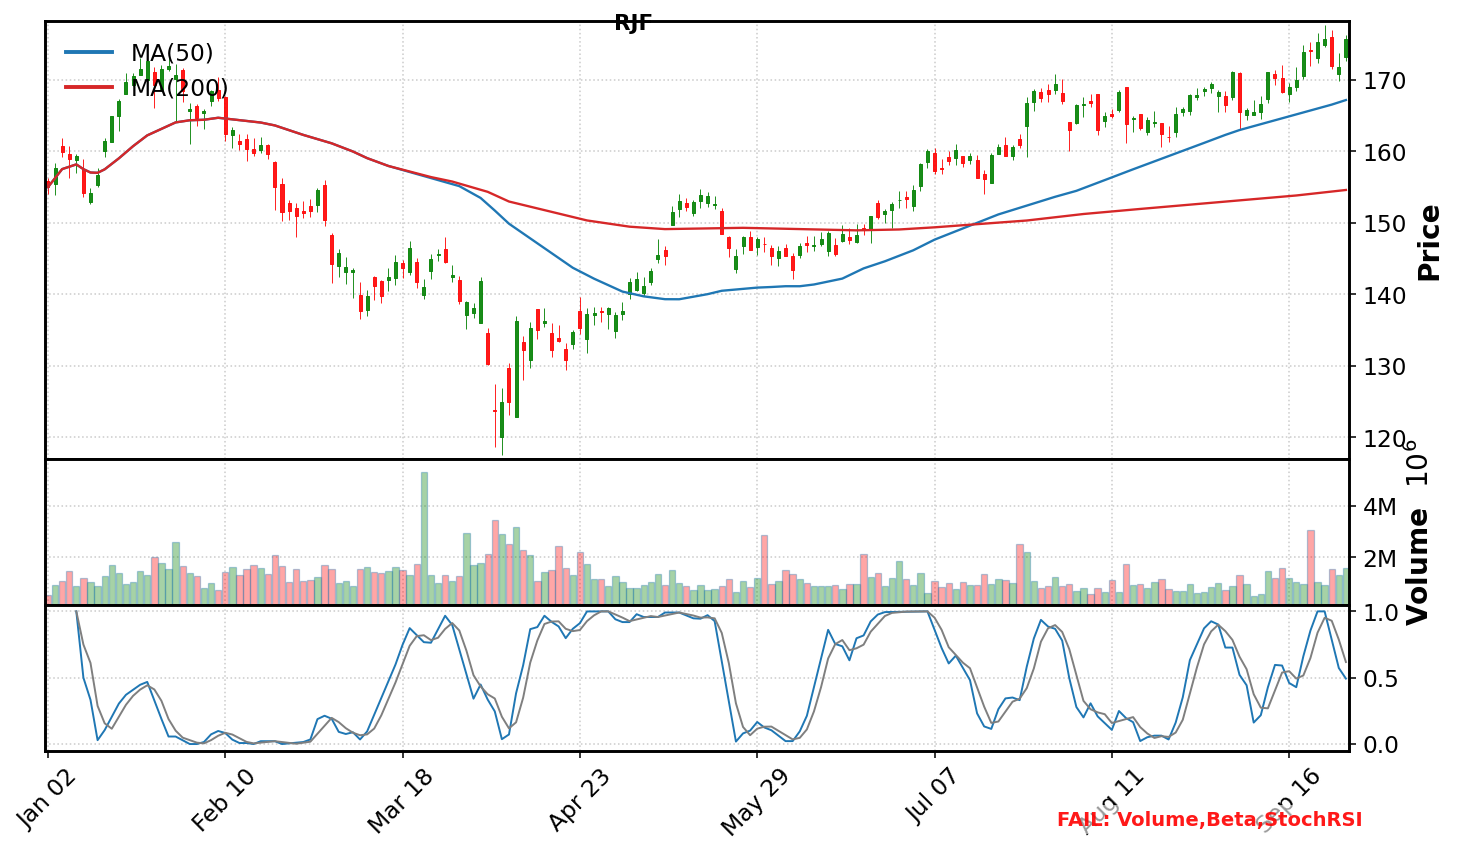 RJF
MA(50)
MA(200)
170
160
150
140
130
120
Price
4M
2M
Volume 10^6
1.0
0.5
0.0
Jan 02
Feb 10
Mar 18
Apr 23
May 29
Jul 07
Aug 11
Sep 16
FAIL: Volume,Beta,StochRSI